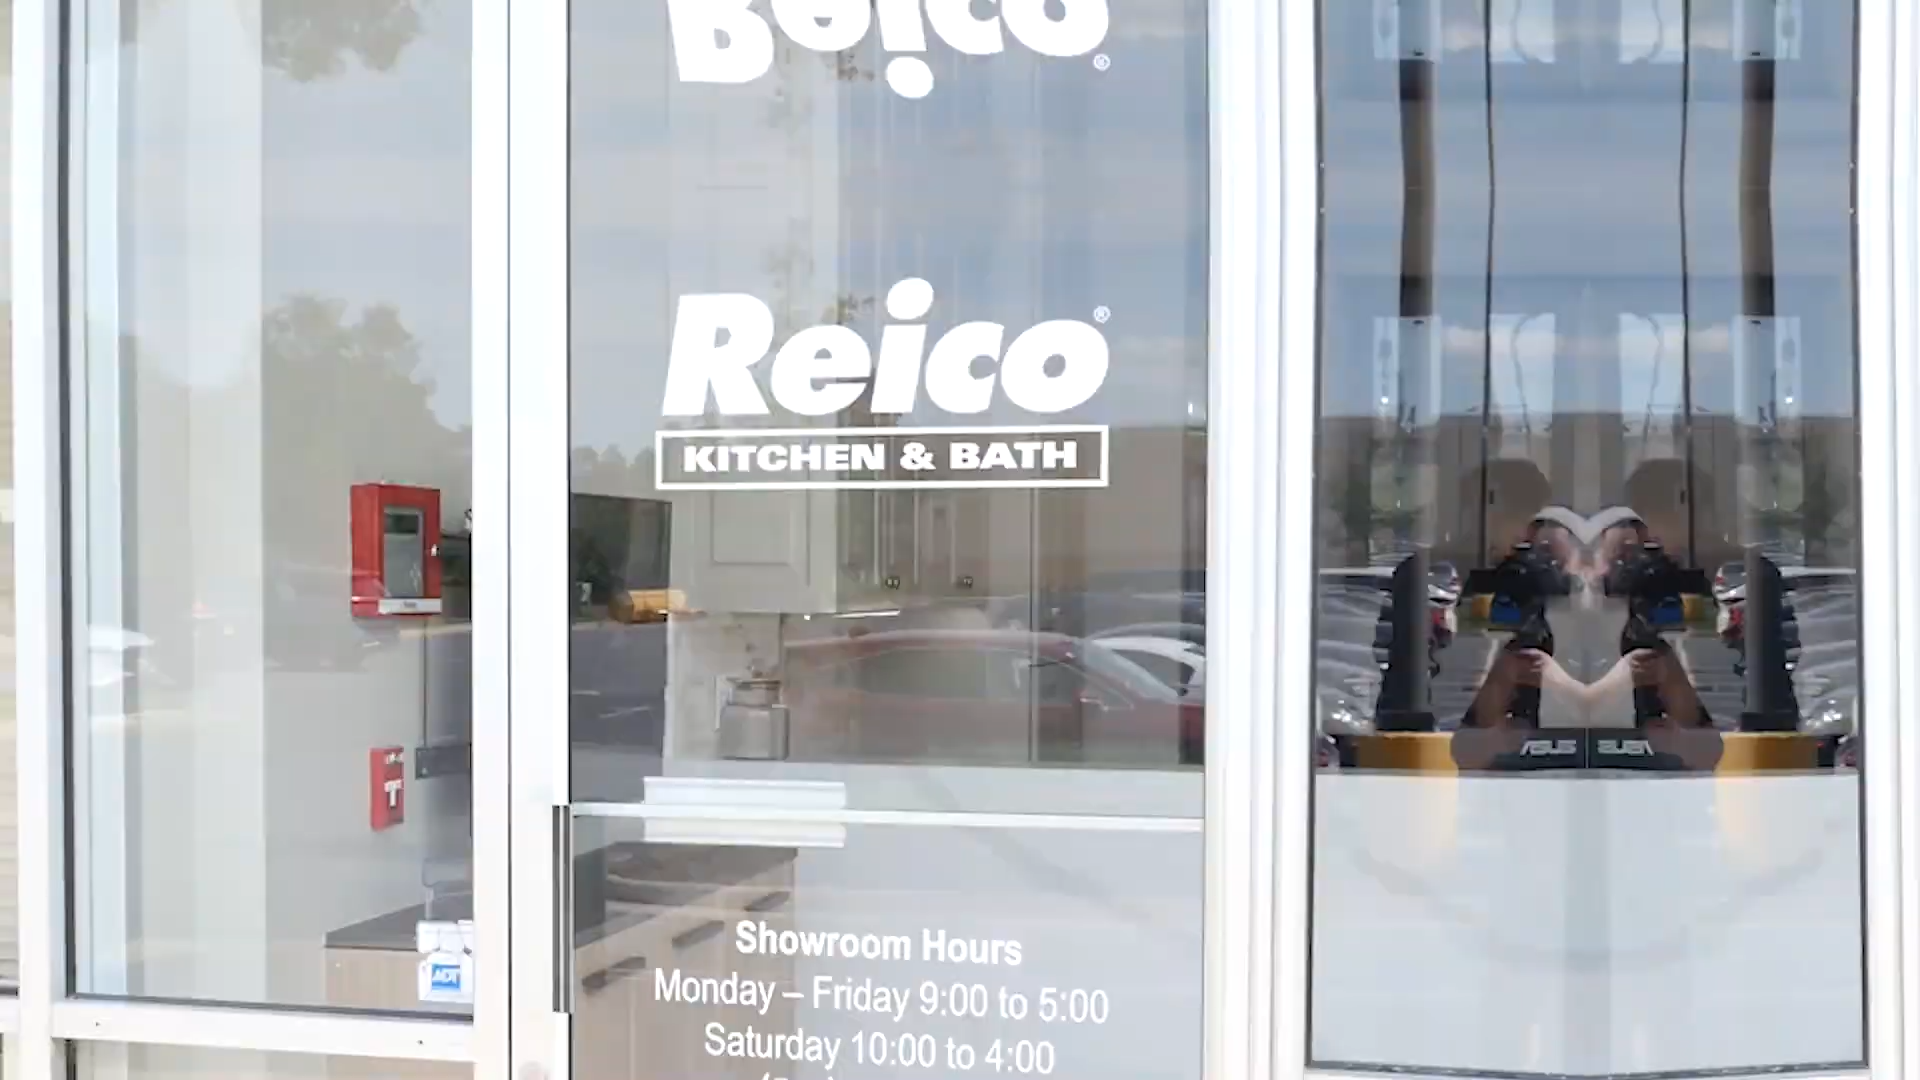 Reico®
Reico®
KITCHEN & BATH
ASUS
ADT
Showroom Hours
Monday – Friday 9:00 to 5:00
Saturday 10:00 to 4:00